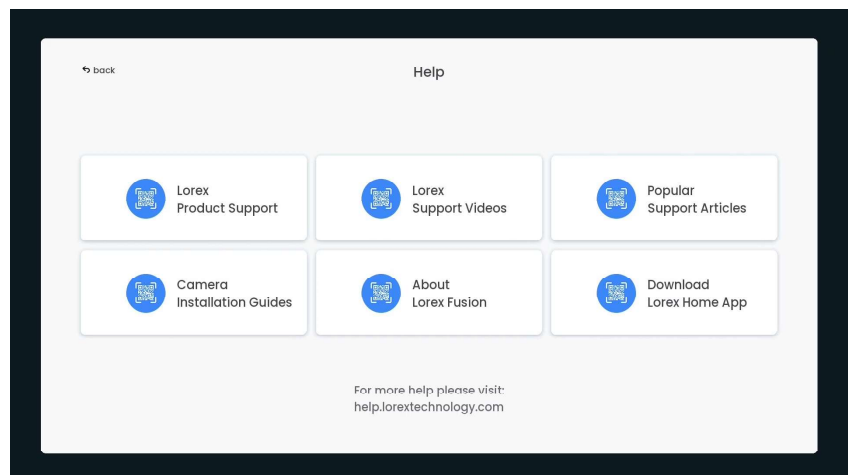 back
Help
Lorex
Product Support
Lorex
Support Videos
Popular
Support Articles
Camera
Installation Guides
About
Lorex Fusion
Download
Lorex Home App
For more help please visit:
help.lorextechnology.com